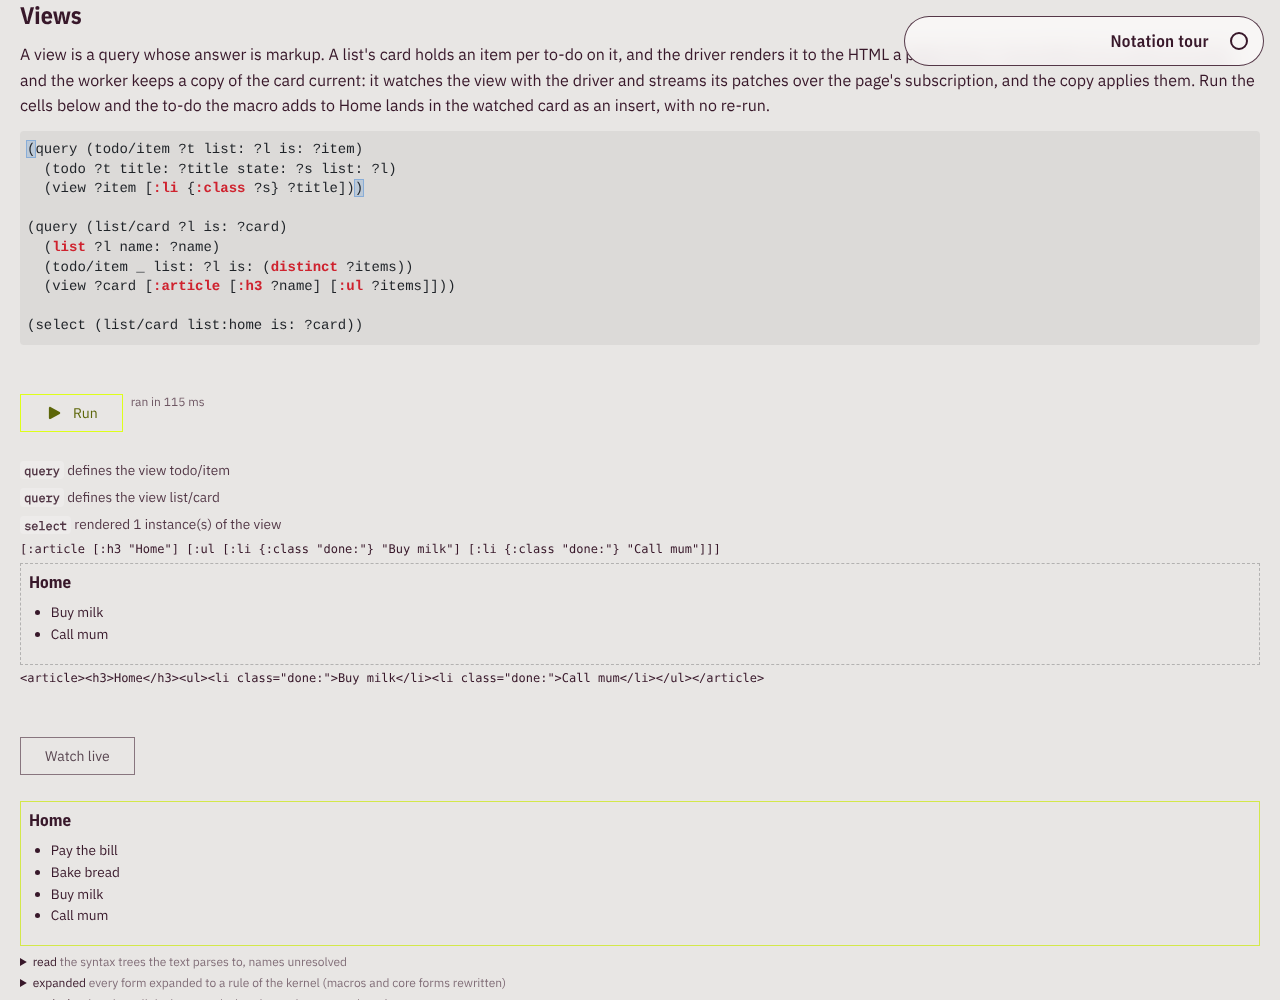 Views
Notation tour
A view is a query whose answer is markup. A list's card holds an item per to-do on it, and the driver renders it to the HTML a
and the worker keeps a copy of the card current: it watches the view with the driver and streams its patches over the page's subscription, and the copy applies them. Run the
cells below and the to-do the macro adds to Home lands in the watched card as an insert, with no re-run.
(query (todo/item ?t list: ?l is: ?item)
  (todo ?t title: ?title state: ?s list: ?l)
  (view ?item [:li {:class ?s} ?title]))
(query (list/card ?l is: ?card)
  (list ?l name: ?name)
  (todo/item _ list: ?l is: (distinct ?items))
  (view ?card [:article [:h3 ?name] [:ul ?items]]))
(select (list/card list:home is: ?card))
Run
ran in 115 ms
query defines the view todo/item
query defines the view list/card
select rendered 1 instance(s) of the view
[:article [:h3 "Home"] [:ul [:li {:class "done:"} "Buy milk"] [:li {:class "done:"} "Call mum"]]]
Home
Buy milk
Call mum
<article><h3>Home</h3><ul><li class="done:">Buy milk</li><li class="done:">Call mum</li></ul></article>
Watch live
Home
Pay the bill
Bake bread
Buy milk
Call mum
read the syntax trees the text parses to, names unresolved
expanded every form expanded to a rule of the kernel (macros and core forms rewritten)